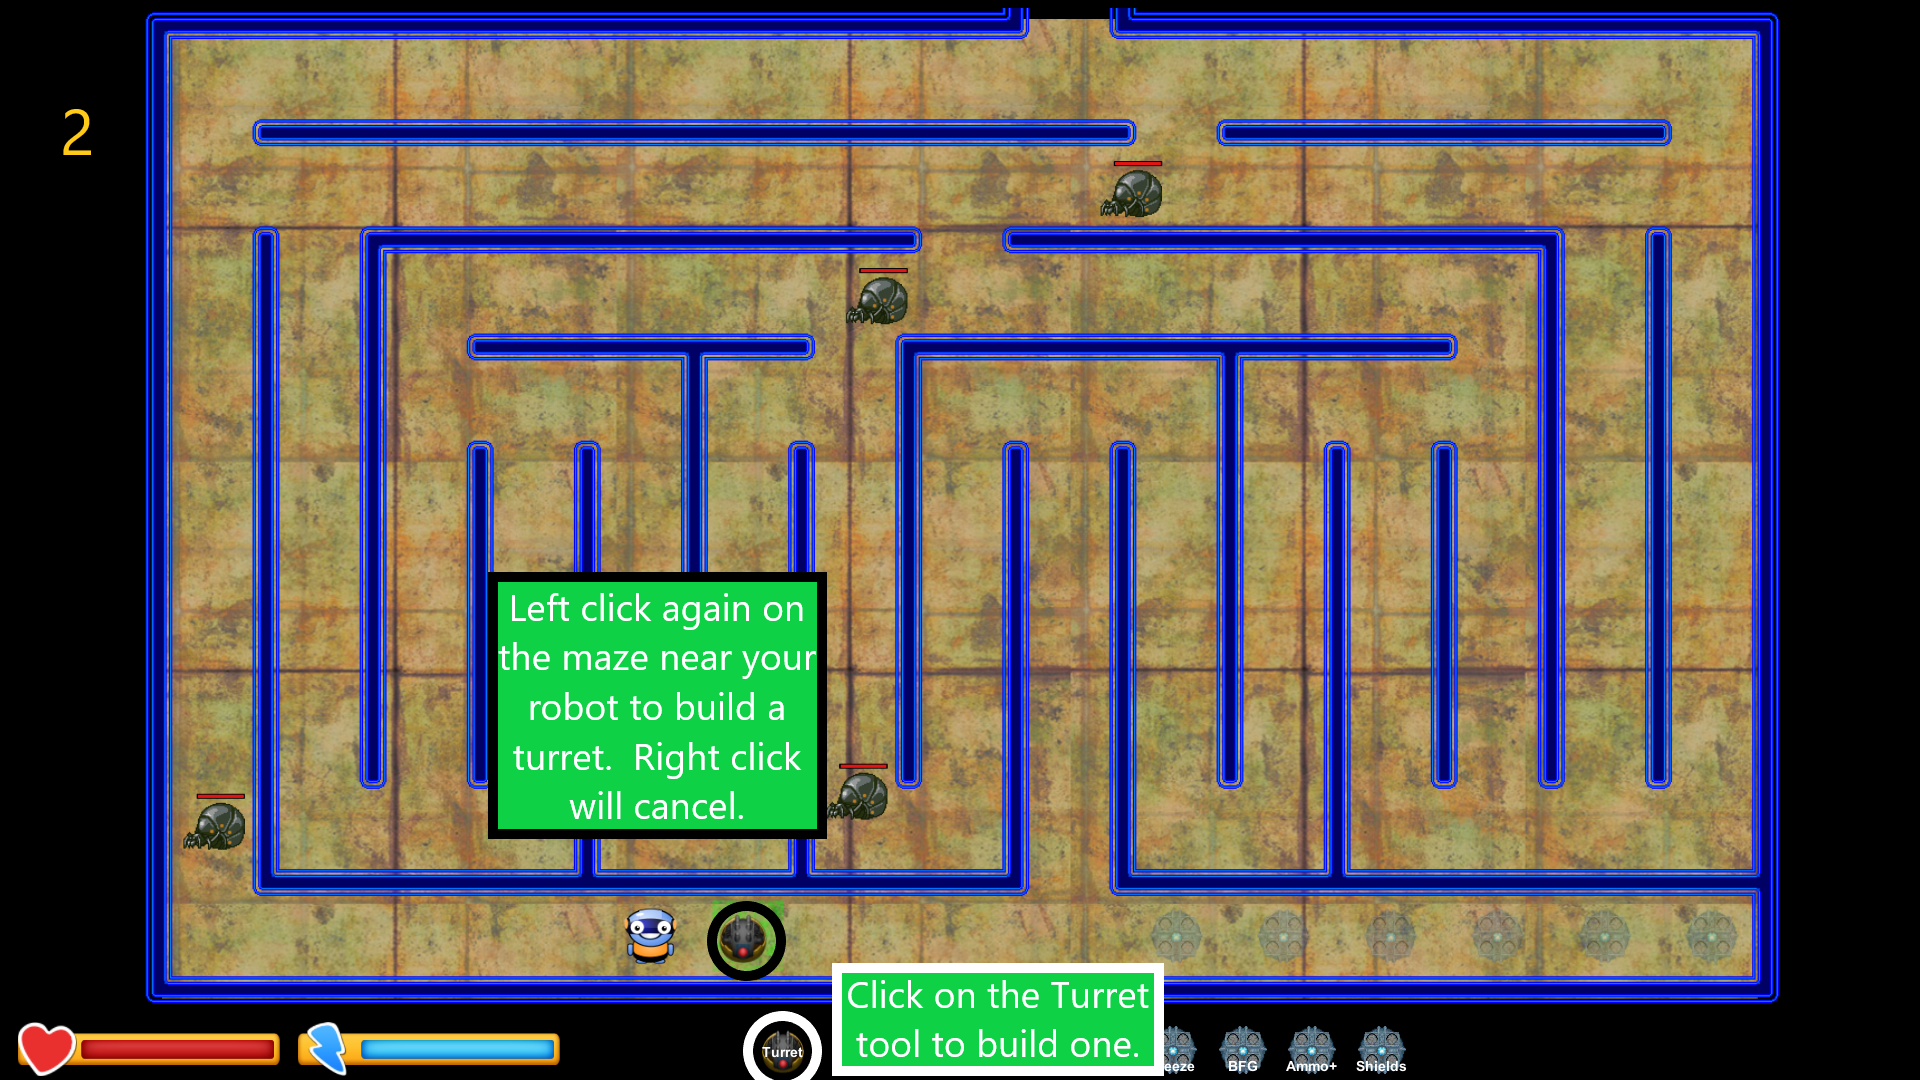 2
Left click again on
the maze near your
robot to build a
turret.  Right click
will cancel.
Click on the Turret
tool to build one.
Turret
eeze
BFG
Ammo+
Shields